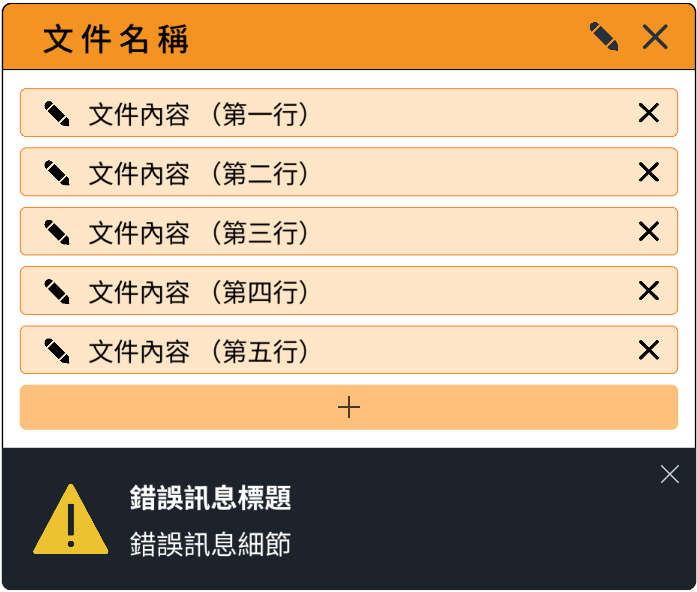 文件名稱
文件內容 （第一行）
文件內容 （第二行）
文件內容 （第三行）
文件內容 （第四行）
文件內容 （第五行）
錯誤訊息標題
錯誤訊息細節